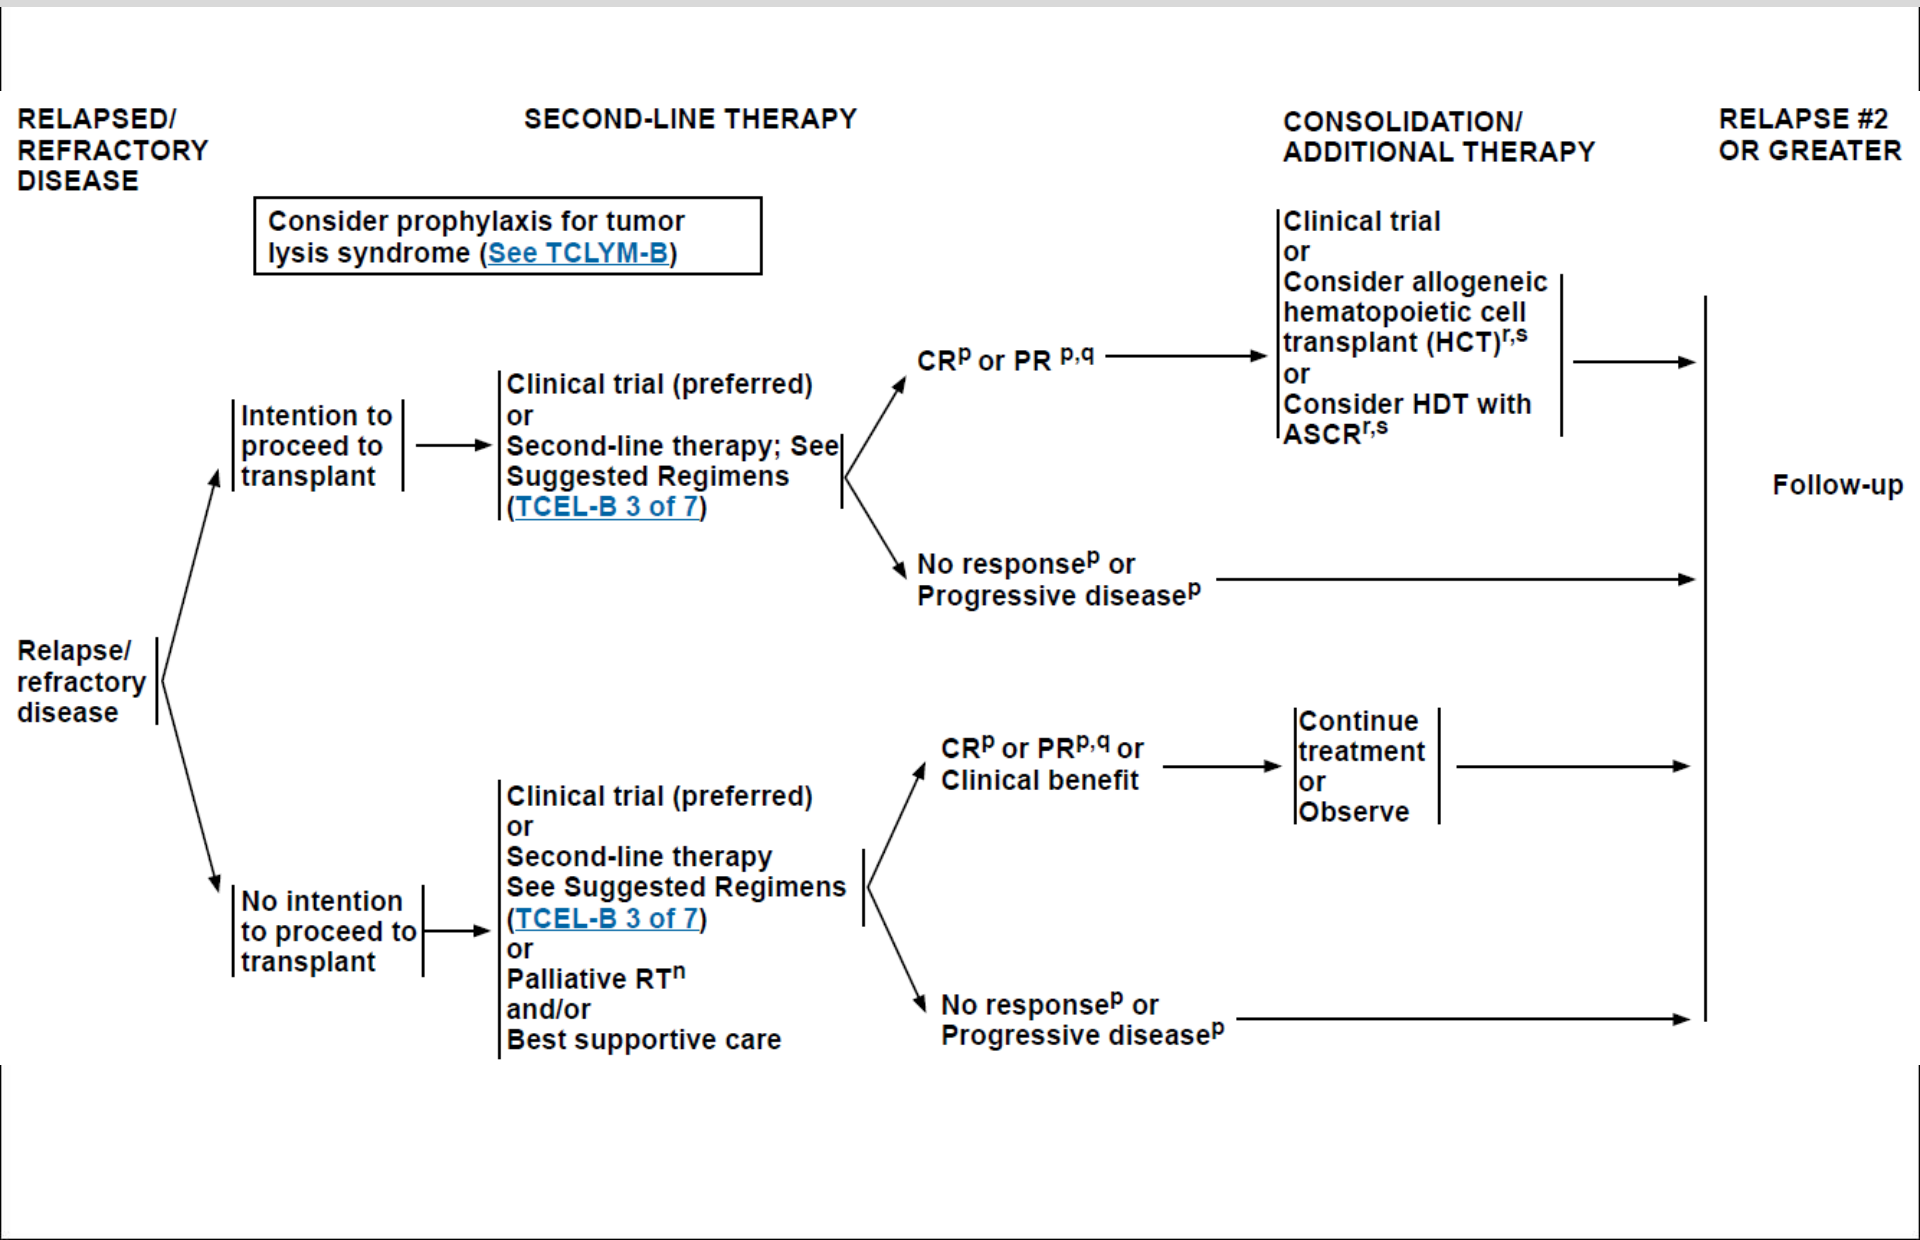 RELAPSED/
REFRACTORY
DISEASE
SECOND-LINE THERAPY
CONSOLIDATION/
ADDITIONAL THERAPY
RELAPSE #2
OR GREATER
Consider prophylaxis for tumor
lysis syndrome (See TCLYM-B)
Relapse/
refractory
disease
Intention to
proceed to
transplant
Clinical trial (preferred)
or
Second-line therapy; See
Suggested Regimens
(TCEL-B 3 of 7)
CRp or PR p,q
Clinical trial
or
Consider allogeneic
hematopoietic cell
transplant (HCT)r,s
or
Consider HDT with
ASCRr,s
No responsep or
Progressive diseasep
Follow-up
No intention
to proceed to
transplant
Clinical trial (preferred)
or
Second-line therapy
See Suggested Regimens
(TCEL-B 3 of 7)
or
Palliative RTn
and/or
Best supportive care
CRp or PRp,q or
Clinical benefit
Continue
treatment
or
Observe
No responsep or
Progressive diseasep